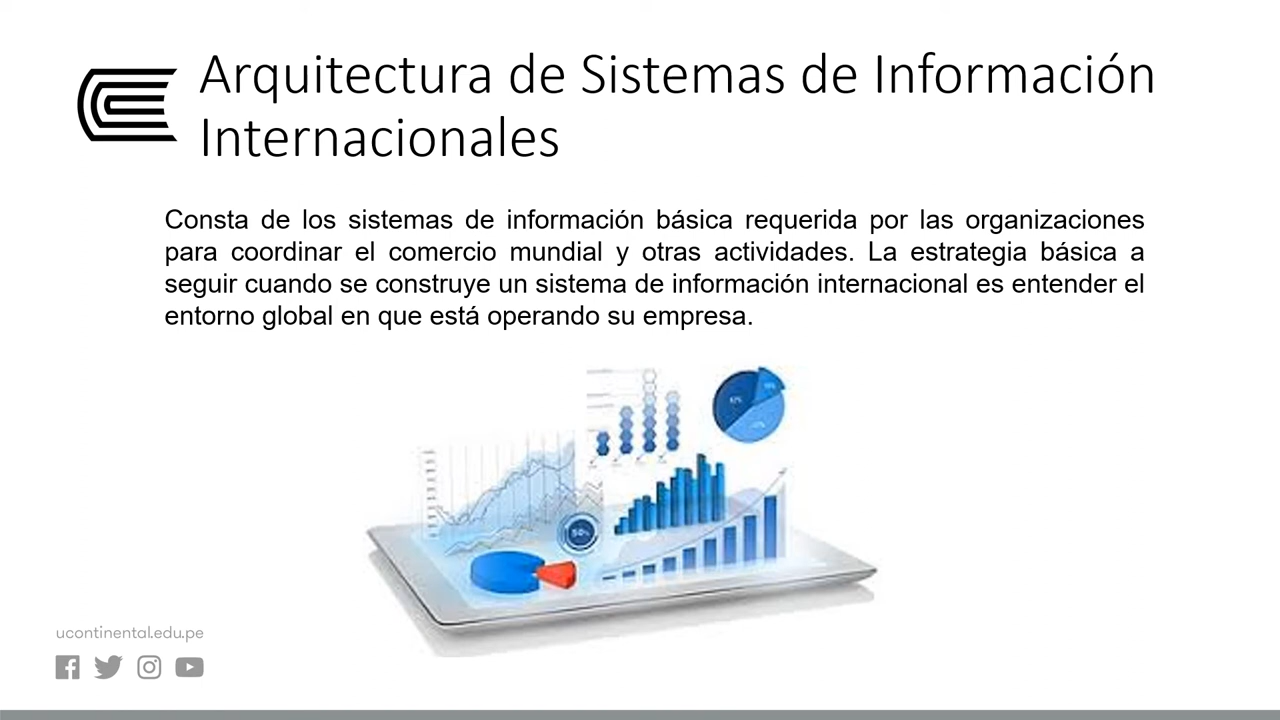 Arquitectura de Sistemas de Información
Internacionales
Consta de los sistemas de información básica requerida por las organizaciones
para coordinar el comercio mundial y otras actividades. La estrategia básica a
seguir cuando se construye un sistema de información internacional es entender el
entorno global en que está operando su empresa.
50%
ucontinental.edu.pe